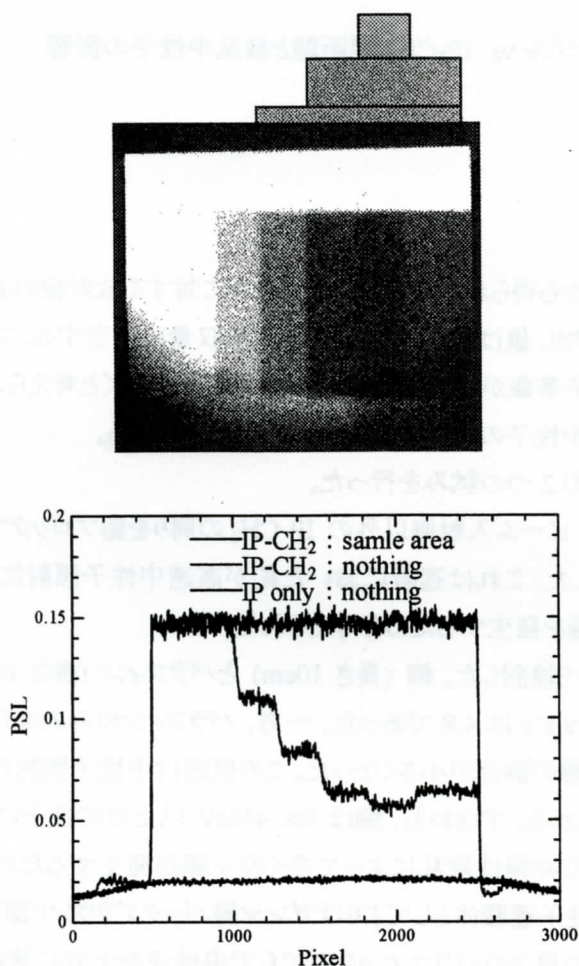 0.2
IP-CH₂ : samle area
IP-CH₂ : nothing
IP only : nothing
0.15
0.1
0.05
0
PSL
0 1000 2000 3000
Pixel